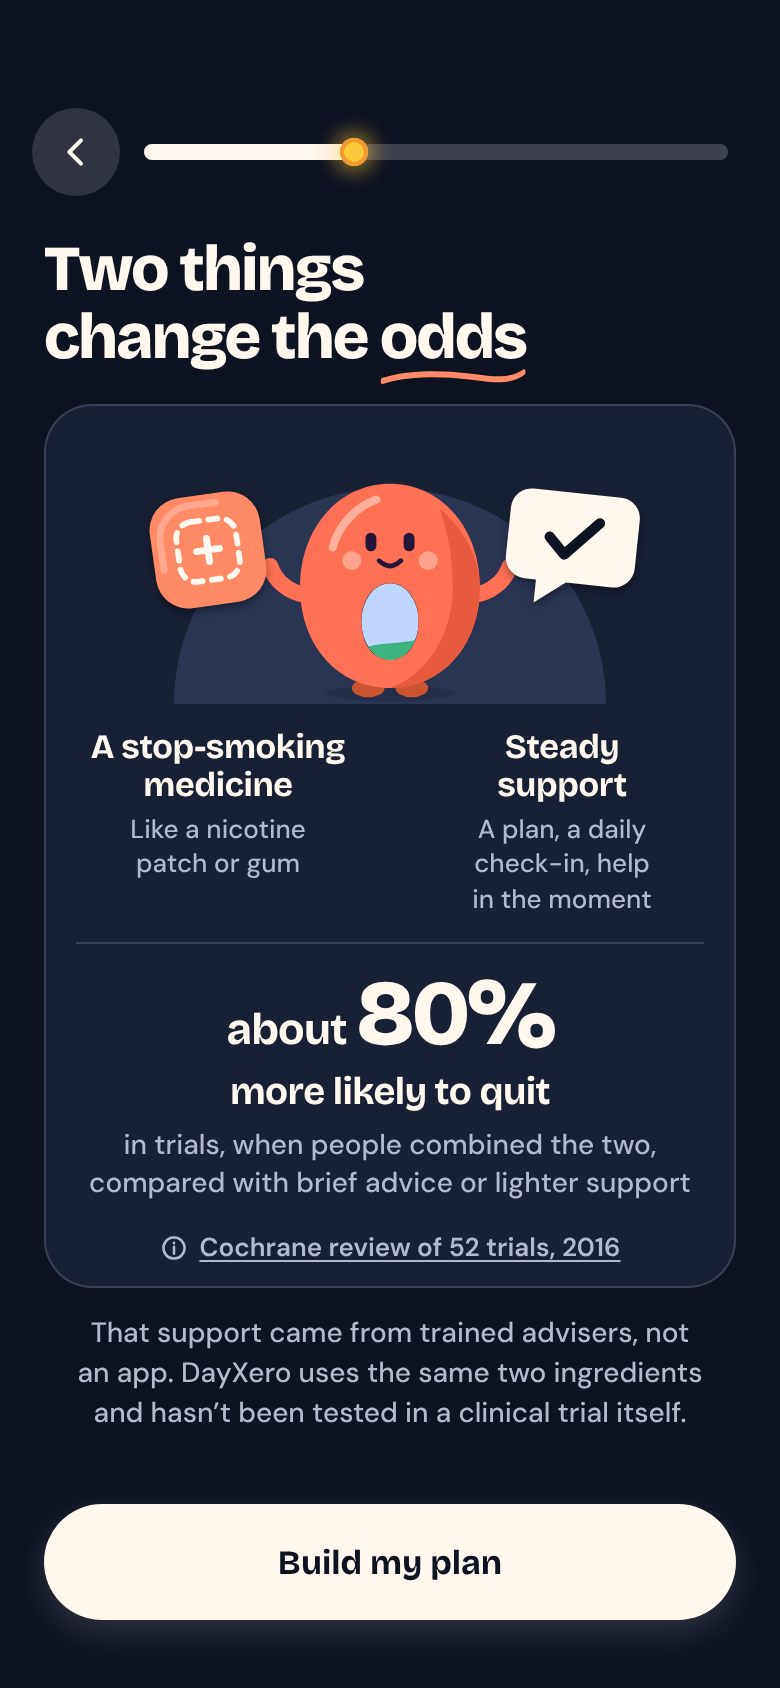 Two things
change the odds
A stop-smoking
medicine
Like a nicotine
patch or gum
Steady
support
A plan, a daily
check-in, help
in the moment
about 80%
more likely to quit
in trials, when people combined the two,
compared with brief advice or lighter support
Cochrane review of 52 trials, 2016
That support came from trained advisers, not
an app. DayXero uses the same two ingredients
and hasn’t been tested in a clinical trial itself.
Build my plan